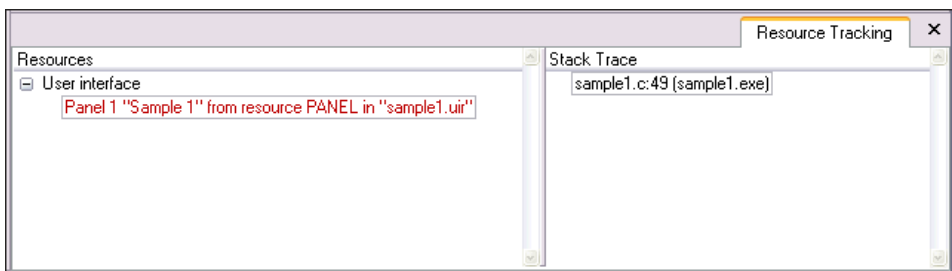 Resource Tracking
Resources
Stack Trace
User interface
sample1.c:49 (sample1.exe)
Panel 1 "Sample 1" from resource PANEL in "sample1.uir"